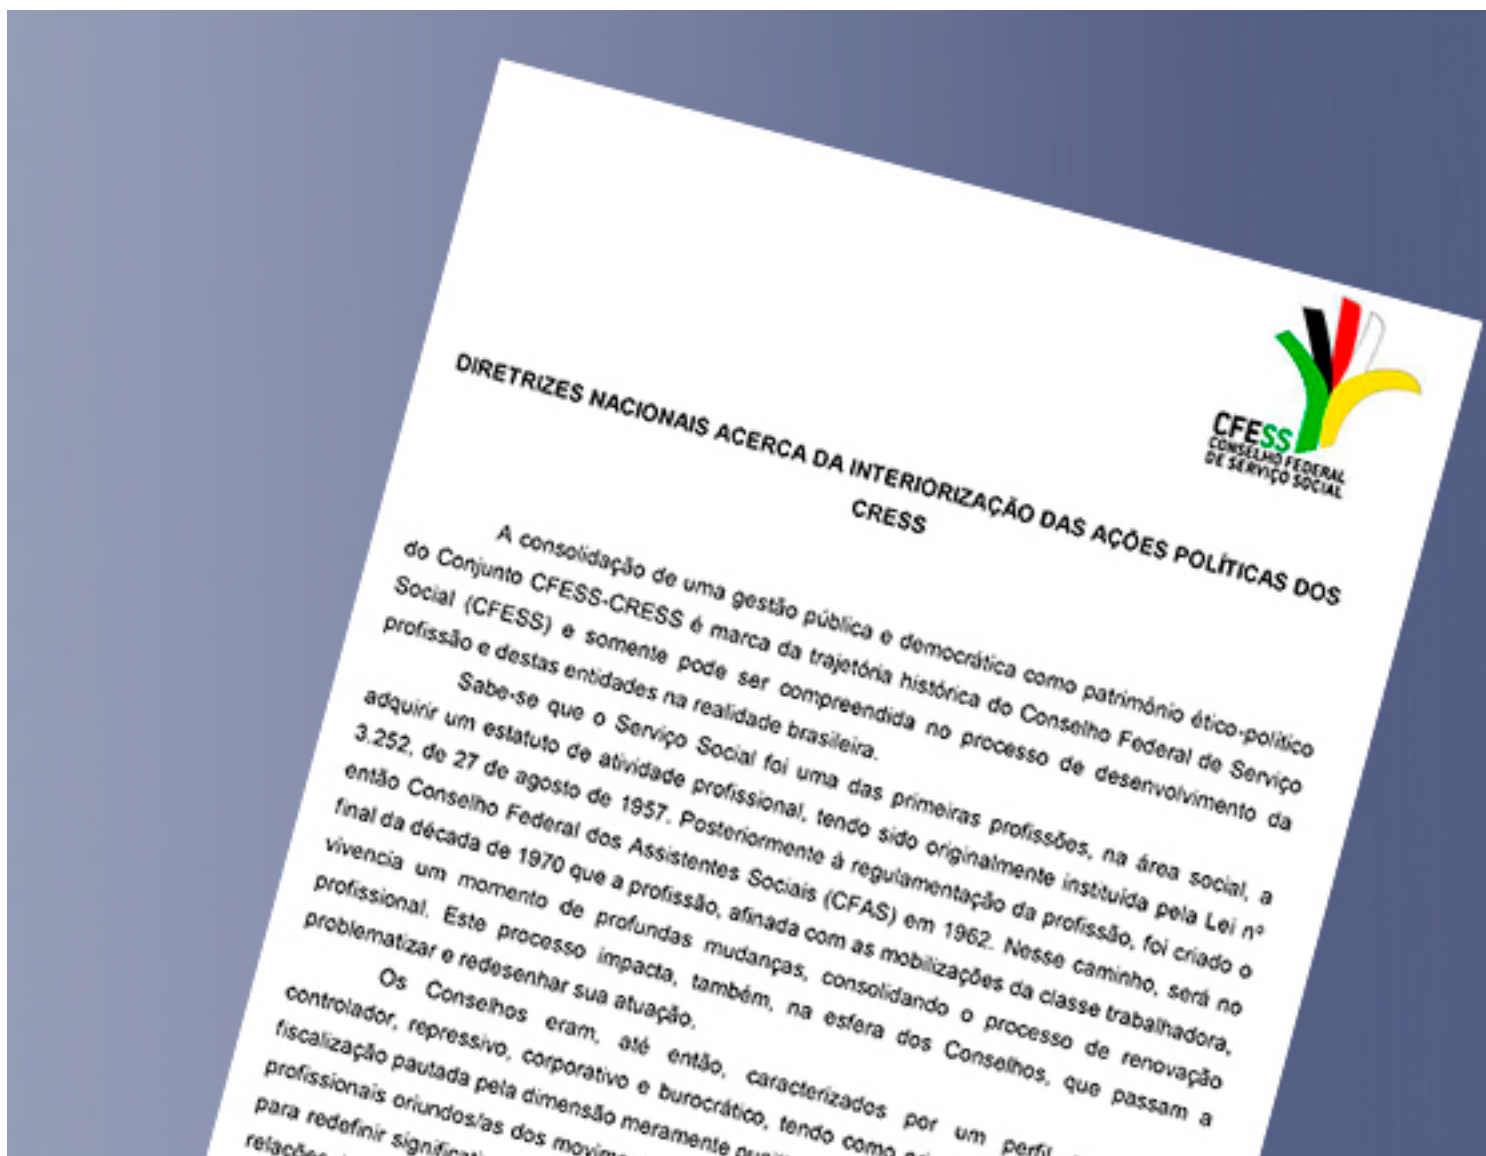 CFESS
CONSELHO FEDERAL
DE SERVIÇO SOCIAL
DIRETRIZES NACIONAIS ACERCA DA INTERIORIZAÇÃO DAS AÇÕES POLÍTICAS DOS
CRESS
A consolidação de uma gestão pública e democrática como patrimônio ético-político
do Conjunto CFESS-CRESS é marca da trajetória histórica do Conselho Federal de Serviço
Social (CFESS) e somente pode ser compreendida no processo de desenvolvimento da
profissão e destas entidades na realidade brasileira.
Sabe-se que o Serviço Social foi uma das primeiras profissões, na área social, a
adquirir um estatuto de atividade profissional, tendo sido originalmente instituída pela Lei nº
3.252, de 27 de agosto de 1957. Posteriormente à regulamentação da profissão, foi criado o
então Conselho Federal dos Assistentes Sociais (CFAS) em 1962. Nesse caminho, será no
final da década de 1970 que a profissão, afinada com as mobilizações da classe trabalhadora,
vivencia um momento de profundas mudanças, consolidando o processo de renovação
profissional. Este processo impacta, também, na esfera dos Conselhos, que passam a
problematizar e redesenhar sua atuação.
Os Conselhos eram, até então, caracterizados por um perfil
controlador, repressivo, corporativo e burocrático, tendo como
fiscalização pautada pela dimensão meramente
profissionais oriundos/as dos
para redefinir
relações